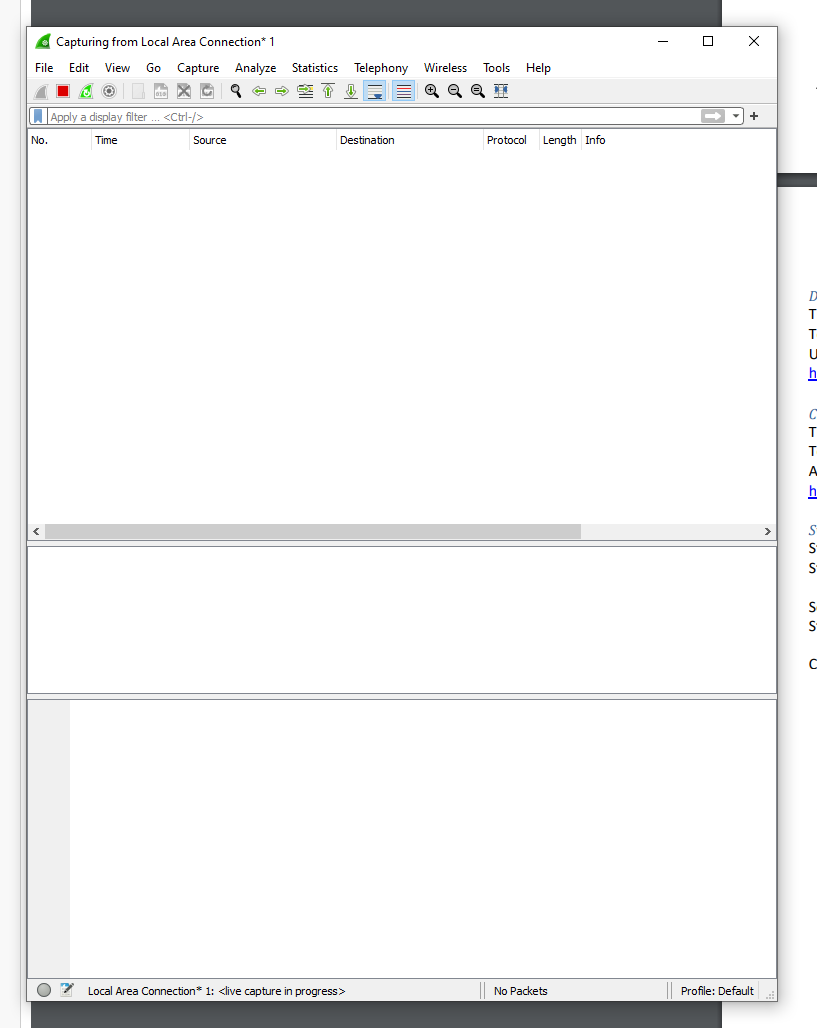 Capturing from Local Area Connection* 1
File Edit View Go Capture Analyze Statistics Telephony Wireless Tools Help
Apply a display filter ... <Ctrl-/>
No. Time Source Destination Protocol Length Info
D
T
T
U
h
C
T
T
A
h
S
S
S
S
S
C
Local Area Connection* 1: <live capture in progress> No Packets Profile: Default